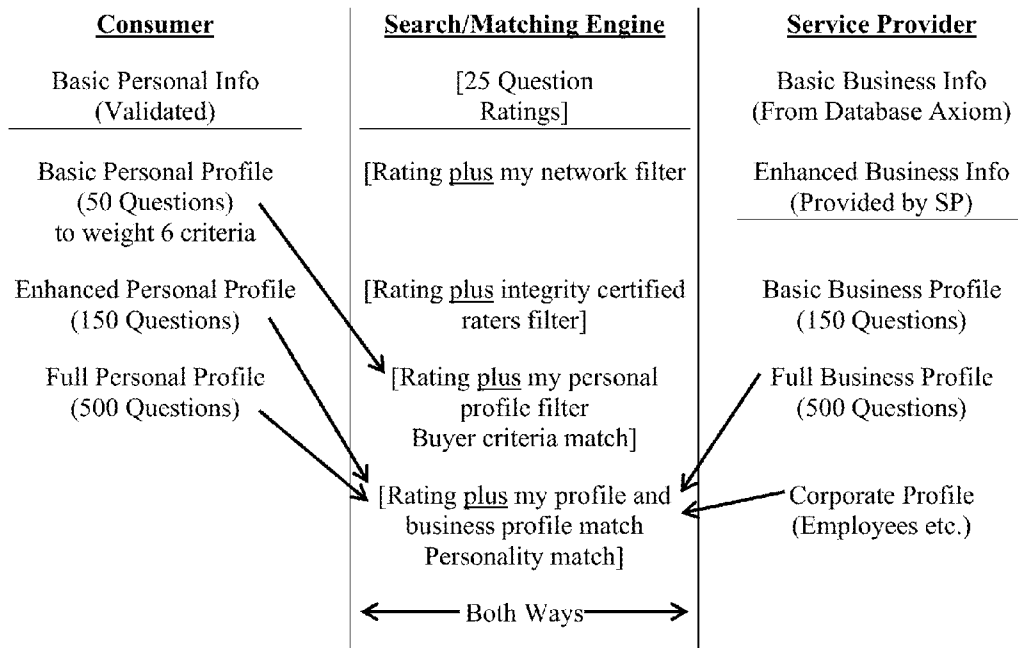 Consumer
Basic Personal Info
(Validated)
Basic Personal Profile
(50 Questions)
to weight 6 criteria
Enhanced Personal Profile
(150 Questions)
Full Personal Profile
(500 Questions)
Search/Matching Engine
[25 Question
Ratings]
[Rating plus my network filter
[Rating plus integrity certified
raters filter]
[Rating plus my personal
profile filter
Buyer criteria match]
[Rating plus my profile and
business profile match
Personality match]
Both Ways
Service Provider
Basic Business Info
(From Database Axiom)
Enhanced Business Info
(Provided by SP)
Basic Business Profile
(150 Questions)
Full Business Profile
(500 Questions)
Corporate Profile
(Employees etc.)